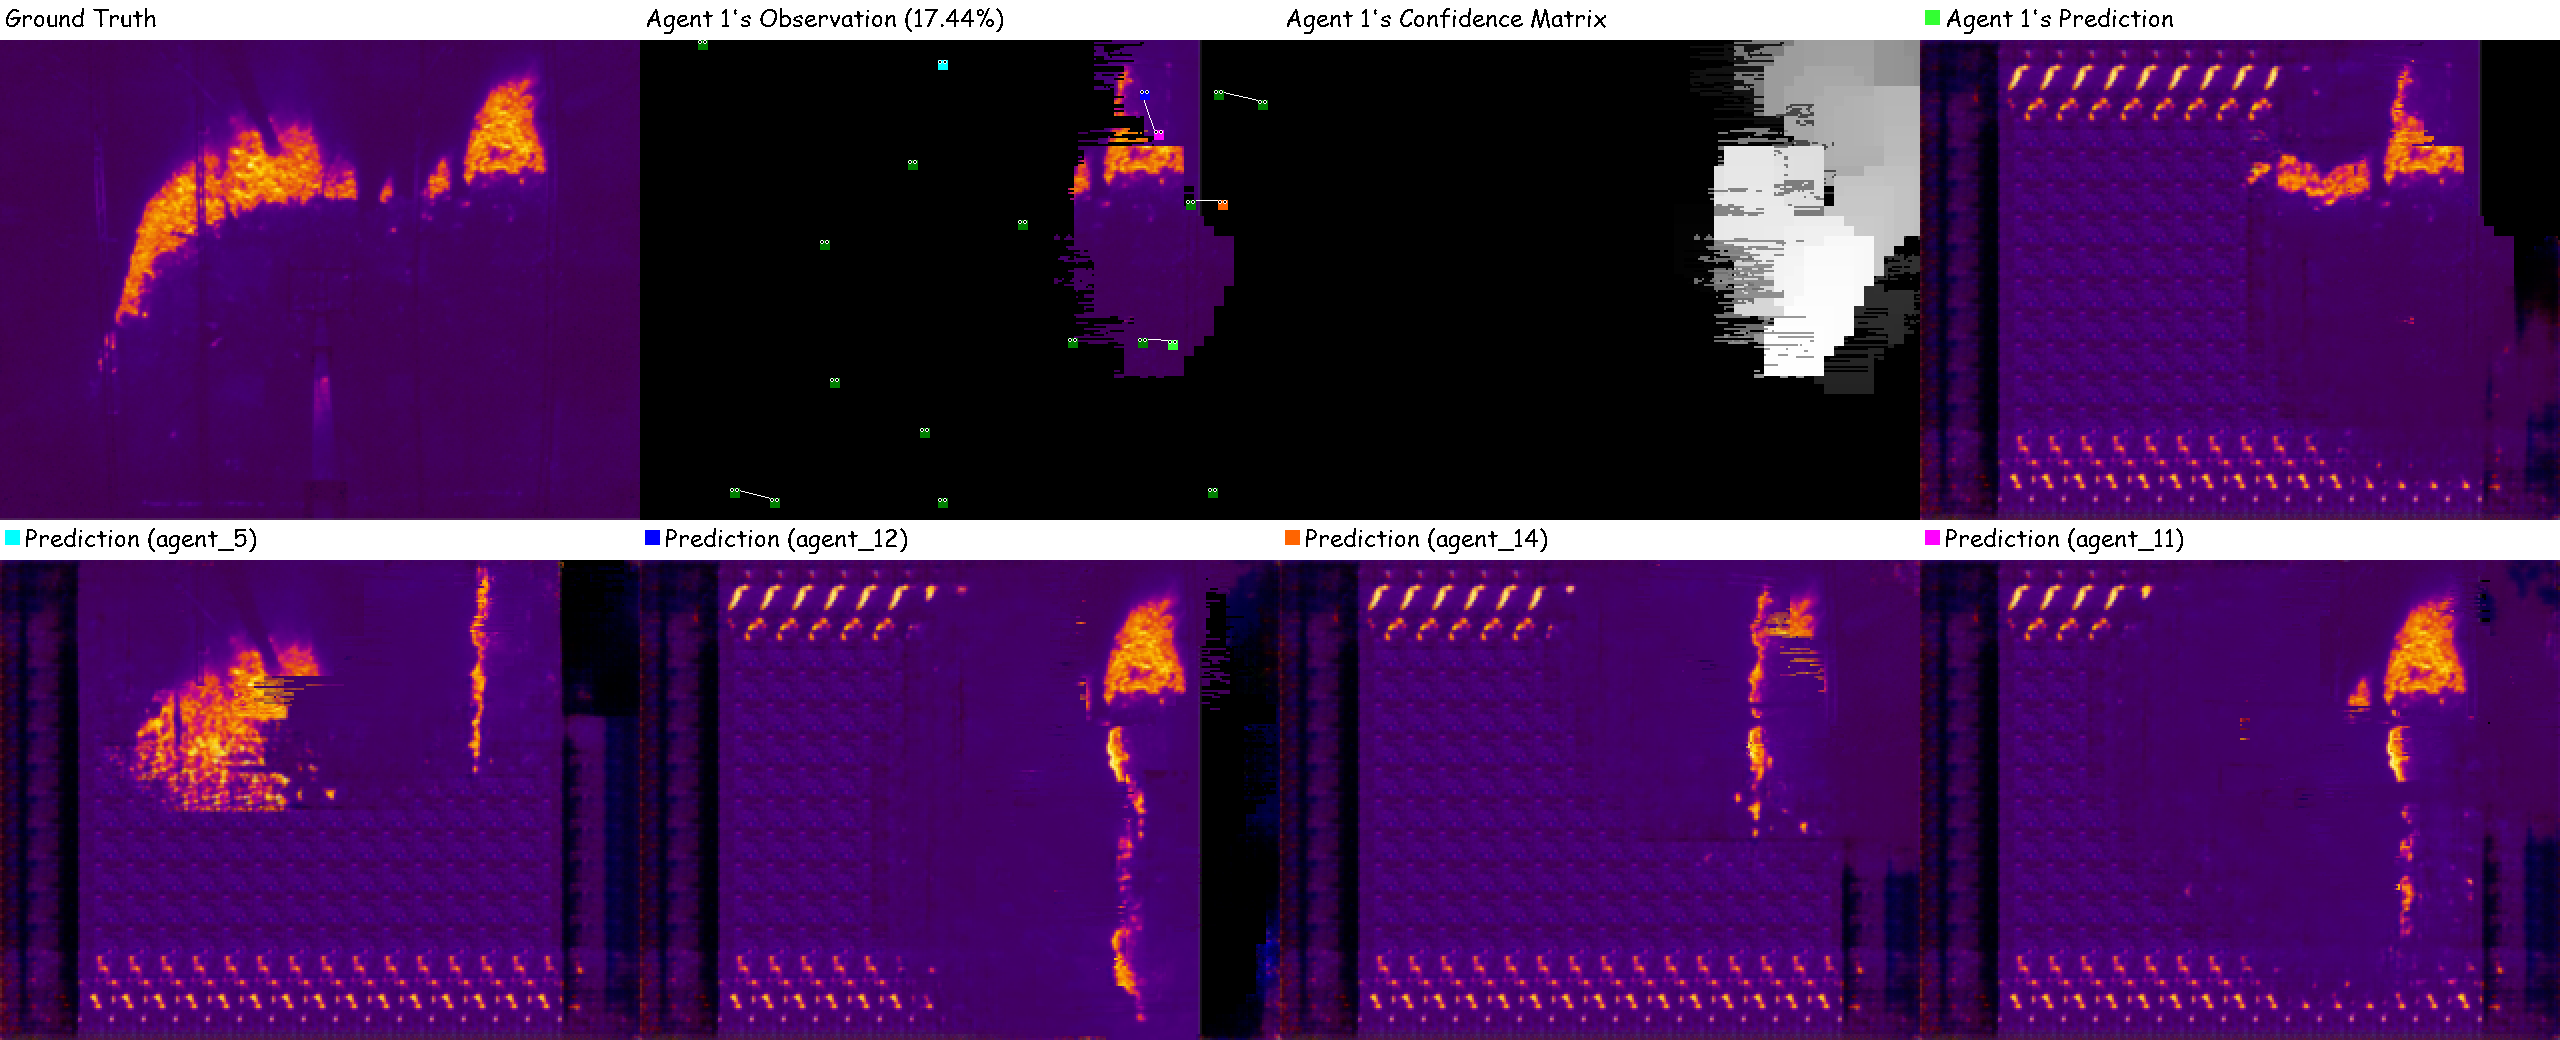 Ground Truth
Agent 1's Observation (17.44%)
Agent 1's Confidence Matrix
Agent 1's Prediction
Prediction (agent_5)
Prediction (agent_12)
Prediction (agent_14)
Prediction (agent_11)